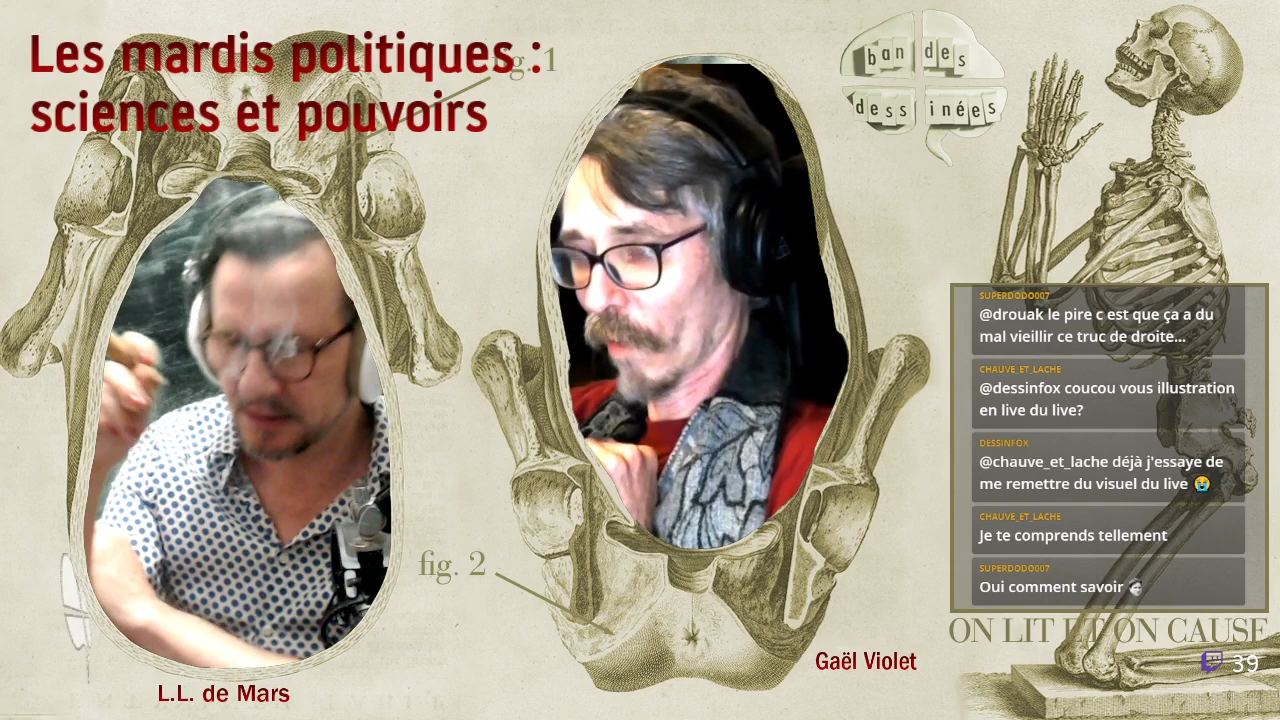 Les mardis politiques :
sciences et pouvoirs
fig. 1
ban des
dess inées
SUPERDODO007
@drouak le pire c est que ça a du
mal vieillir ce truc de droite...
CHAUVE_ET_LACHE
@dessinfox coucou vous illustration
en live du live?
DESSINFOX
@chauve_et_lache déjà j'essaye de
me remettre du visuel du live 😭
CHAUVE_ET_LACHE
Je te comprends tellement
SUPERDODO007
Oui comment savoir
fig. 2
ON LIT ET ON CAUSE
39
Gaël Violet
L.L. de Mars